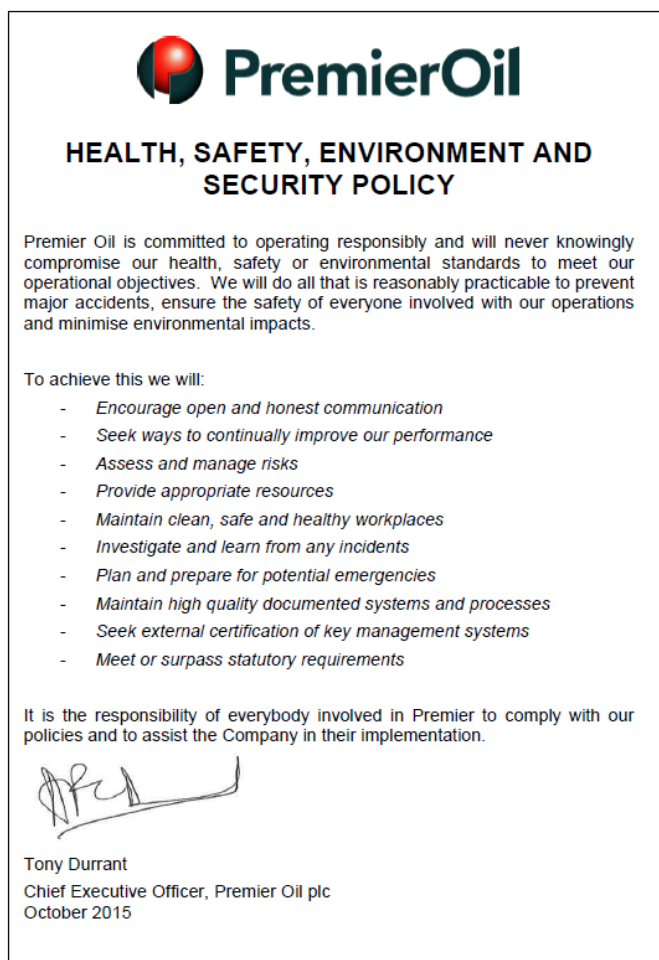 PremierOil
HEALTH, SAFETY, ENVIRONMENT AND
SECURITY POLICY
Premier Oil is committed to operating responsibly and will never knowingly
compromise our health, safety or environmental standards to meet our
operational objectives. We will do all that is reasonably practicable to prevent
major accidents, ensure the safety of everyone involved with our operations
and minimise environmental impacts.
To achieve this we will:
- Encourage open and honest communication
- Seek ways to continually improve our performance
- Assess and manage risks
- Provide appropriate resources
- Maintain clean, safe and healthy workplaces
- Investigate and learn from any incidents
- Plan and prepare for potential emergencies
- Maintain high quality documented systems and processes
- Seek external certification of key management systems
- Meet or surpass statutory requirements
It is the responsibility of everybody involved in Premier to comply with our
policies and to assist the Company in their implementation.
Tony Durrant
Chief Executive Officer, Premier Oil plc
October 2015